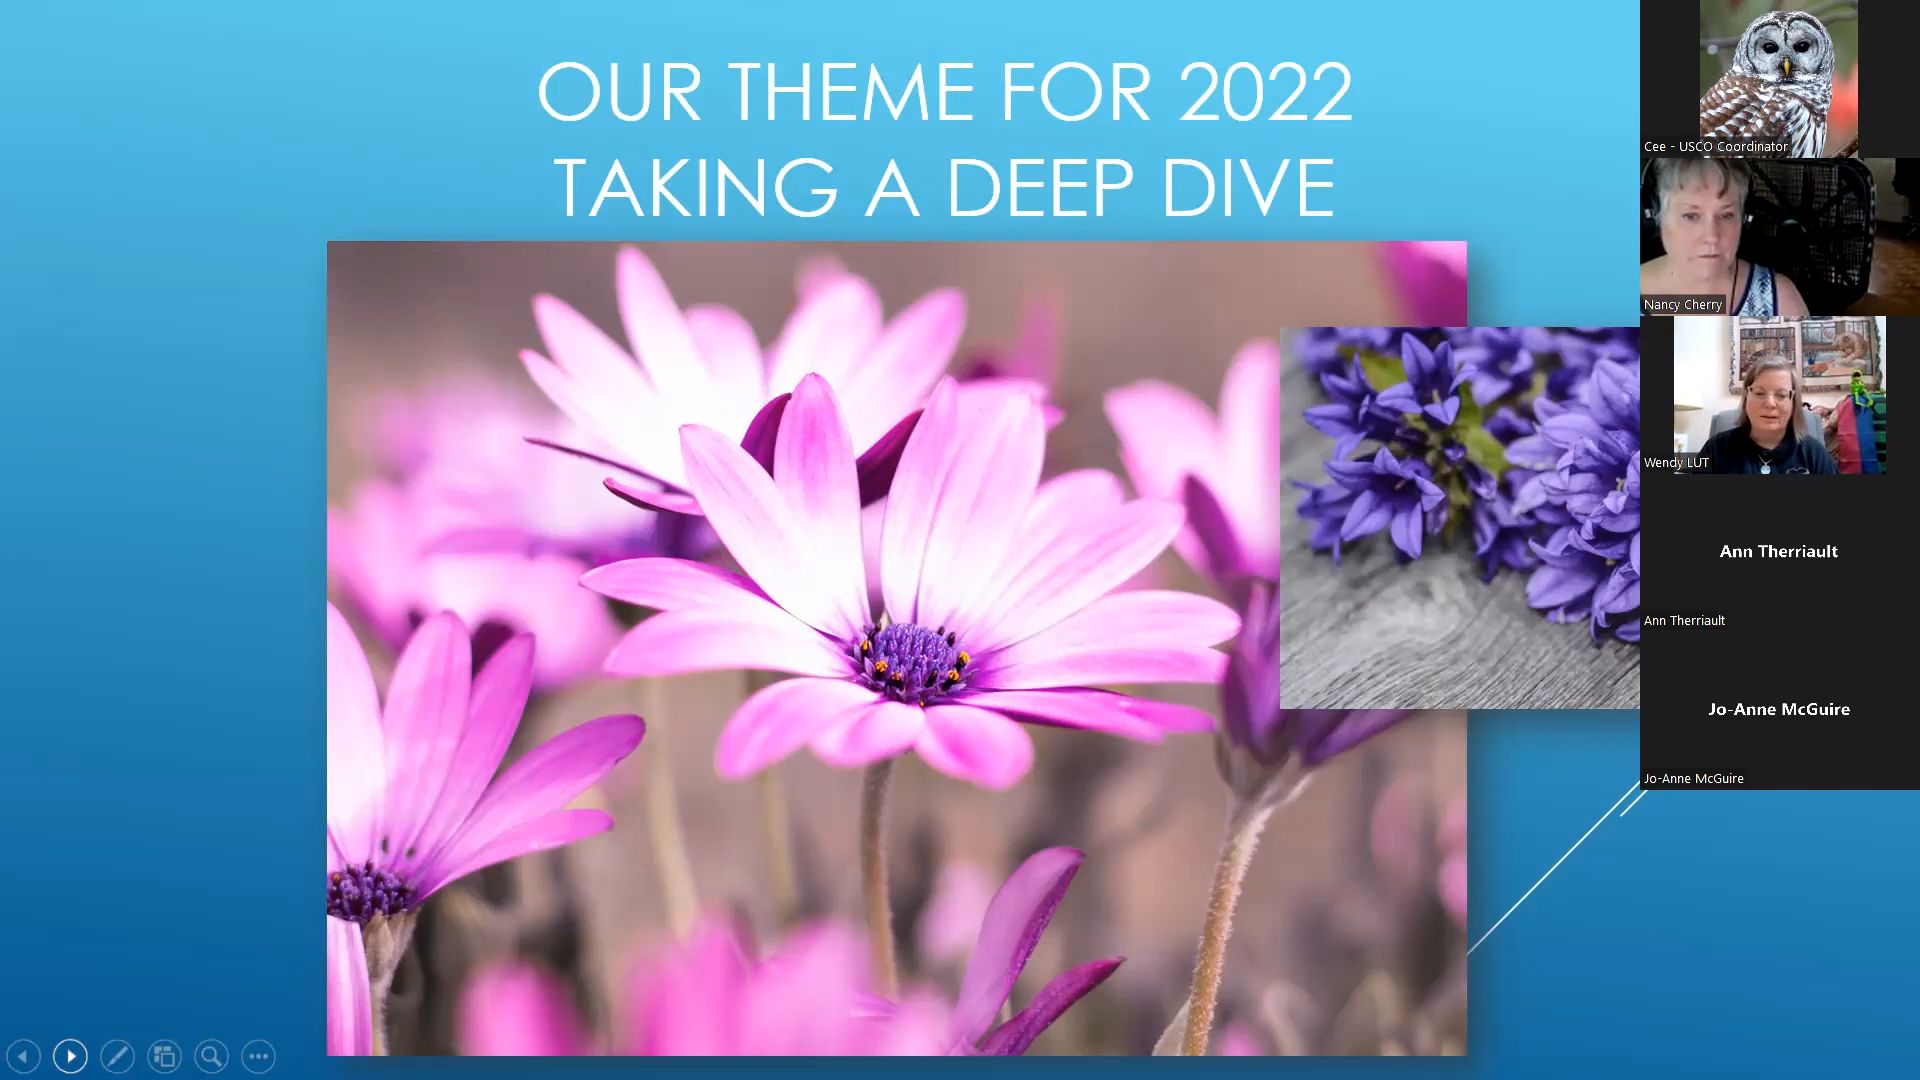 OUR THEME FOR 2022
TAKING A DEEP DIVE
Cee - USCO Coordinator
Nancy Cherry
Wendy LUT
Ann Therriault
Ann Therriault
Jo-Anne McGuire
Jo-Anne McGuire